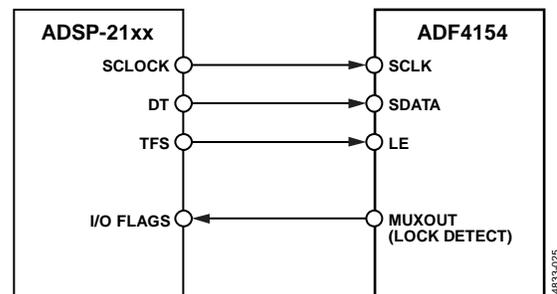 ADSP-21xx
ADF4154
SCLOCK
SCLK
DT
SDATA
TFS
LE
I/O FLAGS
MUXOUT
(LOCK DETECT)